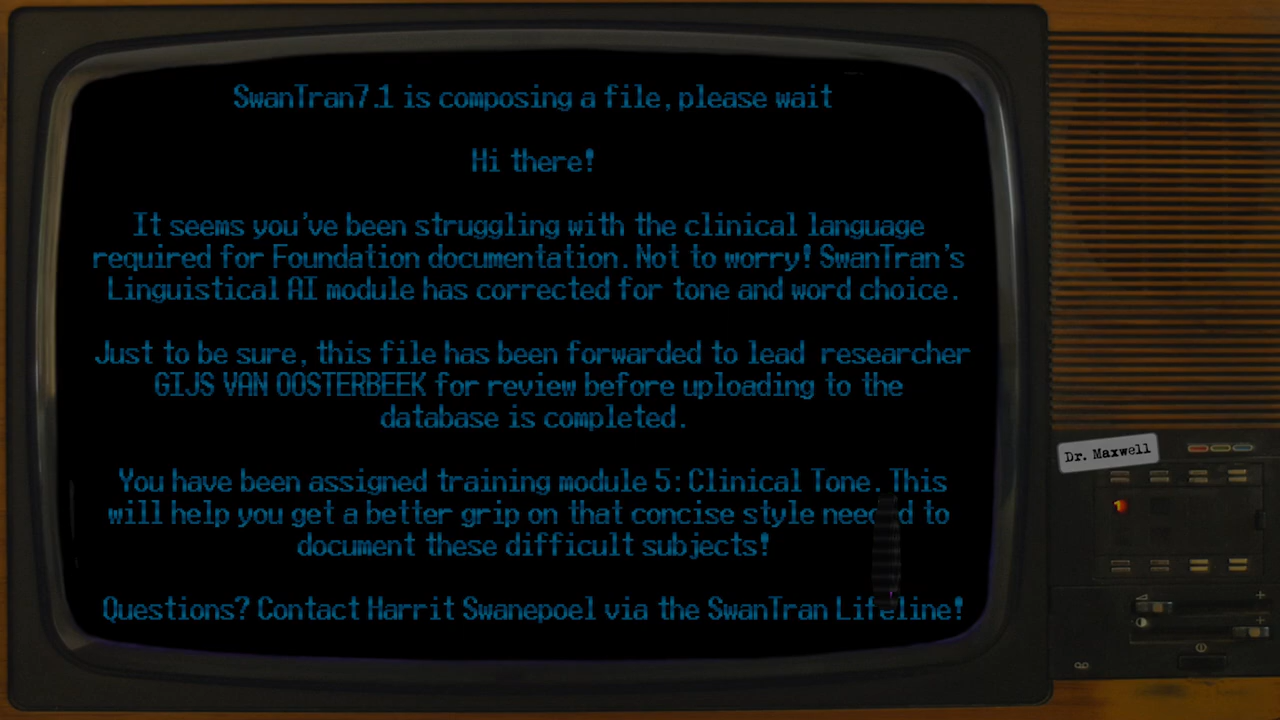 SwanTran7.1 is composing a file, please wait
Hi there!
It seems you've been struggling with the clinical language
required for Foundation documentation. Not to worry! SwanTran's
Linguistical AI module has corrected for tone and word choice.
Just to be sure, this file has been forwarded to lead researcher
GIJS VAN OOSTERBEEK for review before uploading to the
database is completed.
You have been assigned training module 5: Clinical Tone. This
will help you get a better grip on that concise style needed to
document these difficult subjects!
Questions? Contact Harrit Swanepoel via the SwanTran Lifeline!
Dr. Maxwell
1